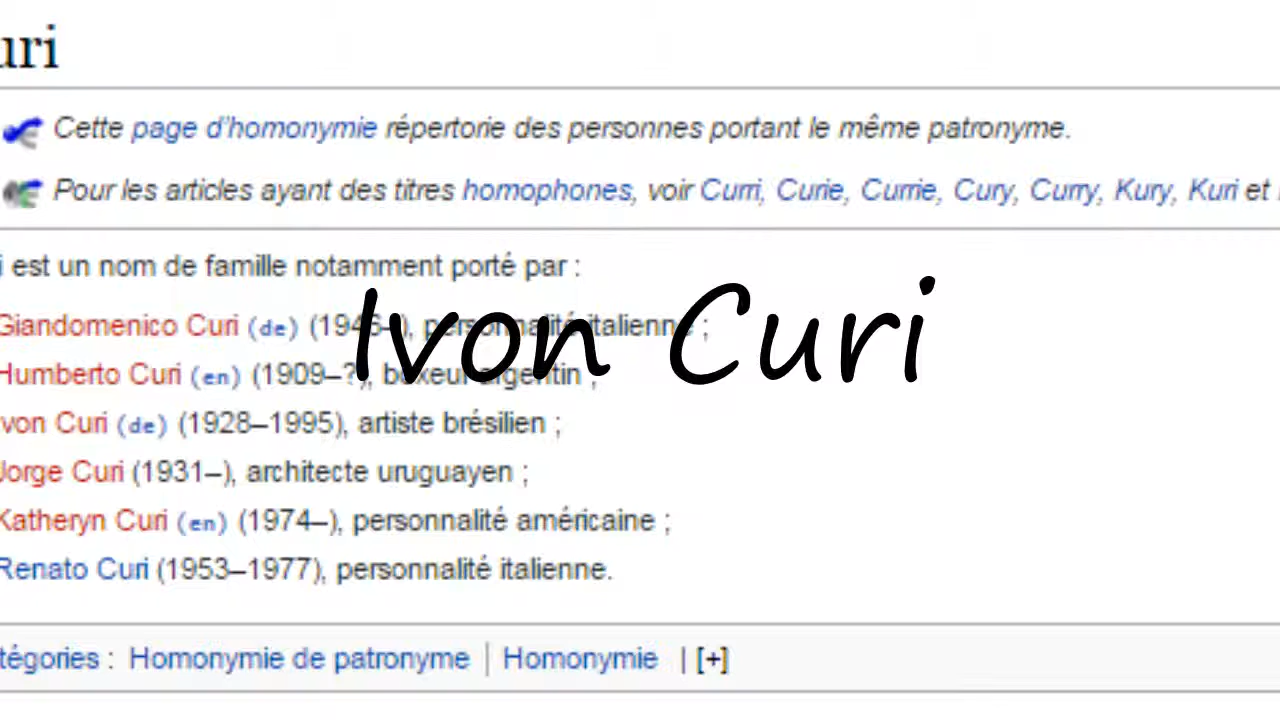 uri
Cette page d'homonymie répertorie des personnes portant le même patronyme.
Pour les articles ayant des titres homophones, voir Curri, Curie, Currie, Cury, Curry, Kury, Kuri et
i est un nom de famille notamment porté par :
Giandomenico Curi (de) (1946–), personnalité italienne ;
Ivon Curi
Humberto Curi (en) (1909–?), boxeur argentin ;
Ivon Curi (de) (1928–1995), artiste brésilien ;
Jorge Curi (1931–), architecte uruguayen ;
Katheryn Curi (en) (1974–), personnalité américaine ;
Renato Curi (1953–1977), personnalité italienne.
tégories : Homonymie de patronyme | Homonymie | [+]